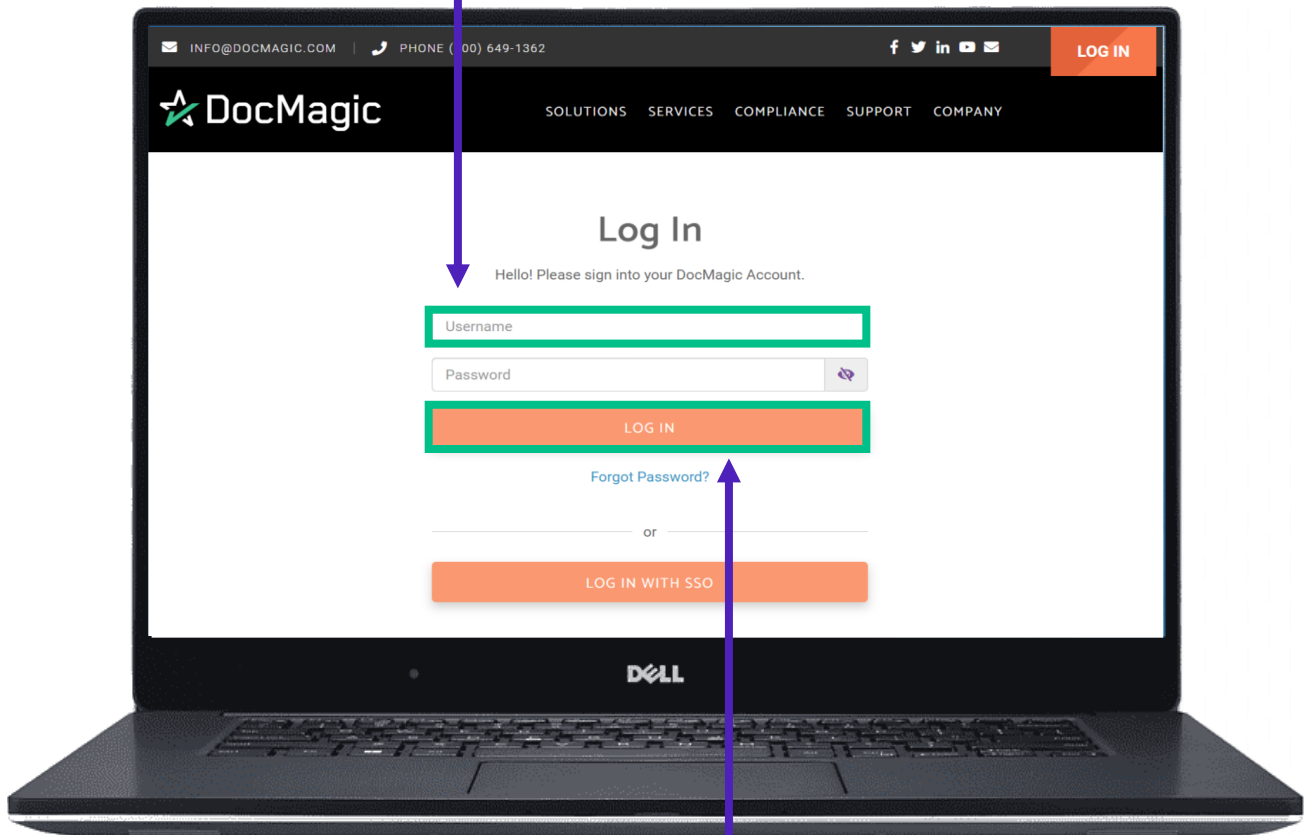 INFO@DOCMAGIC.COM | PHONE ( 00) 649-1362
LOG IN
DocMagic
SOLUTIONS SERVICES COMPLIANCE SUPPORT COMPANY
Log In
Hello! Please sign into your DocMagic Account.
Username
Password
LOG IN
Forgot Password?
or
LOG IN WITH SSO
DELL